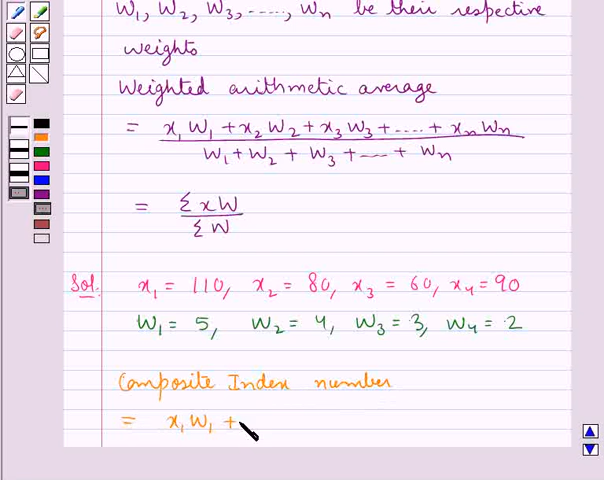 W₁, W₂, W₃, ....., Wₙ be their respective
weights
Weighted arithmetic average
= x₁W₁ + x₂W₂ + x₃W₃ + .... + xₙWₙ
W₁ + W₂ + W₃ + .... + Wₙ
= Σ x W
Σ W
Sol. x₁ = 110, x₂ = 80, x₃ = 60, x₄ = 90
W₁ = 5, W₂ = 4, W₃ = 3, W₄ = 2
Composite Index number
= x₁W₁ +